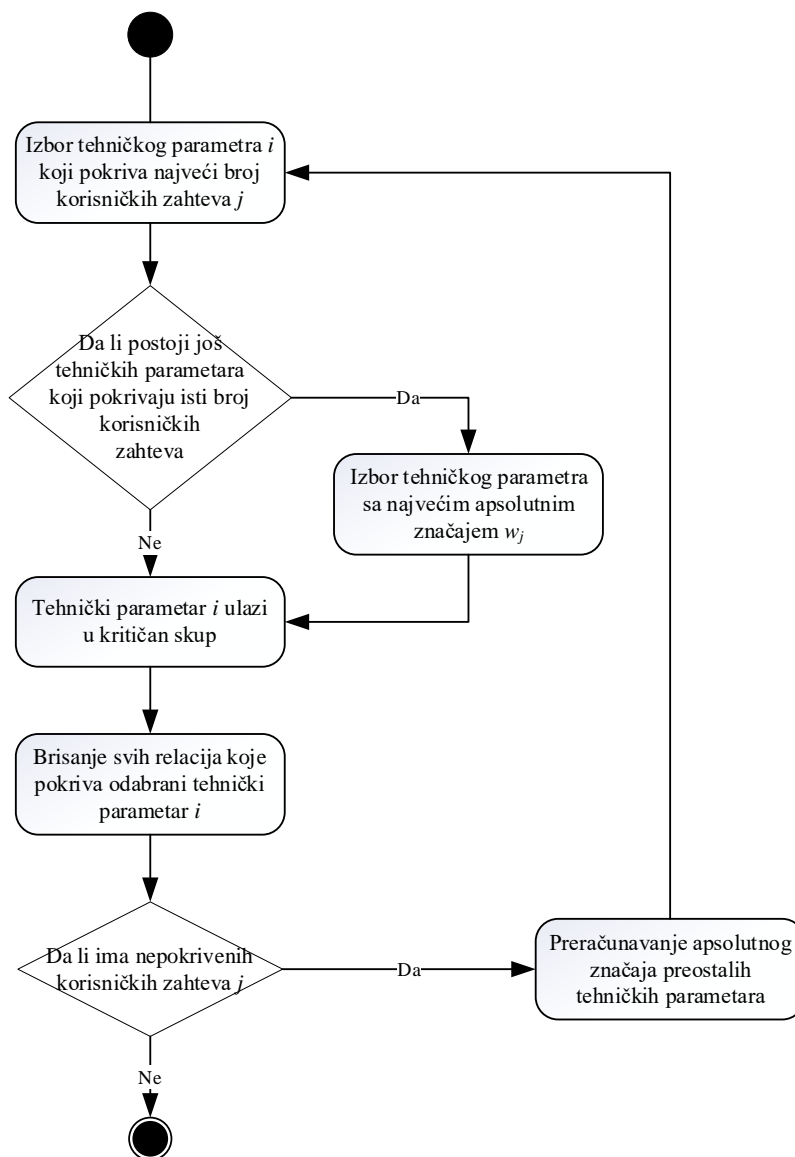 Izbor tehničkog parametra i
koji pokriva najveći broj
korisničkih zahteva j
Da li postoji još
tehničkih parametara
koji pokrivaju isti broj
korisničkih
zahteva
Da
Izbor tehničkog parametra
sa najvećim apsolutnim
značajem wj
Ne
Tehnički parametar i ulazi
u kritičan skup
Brisanje svih relacija koje
pokriva odabrani tehnički
parametar i
Da li ima nepokrivenih
korisničkih zahteva j
Da
Preračunavanje apsolutnog
značaja preostalih
tehničkih parametara
Ne